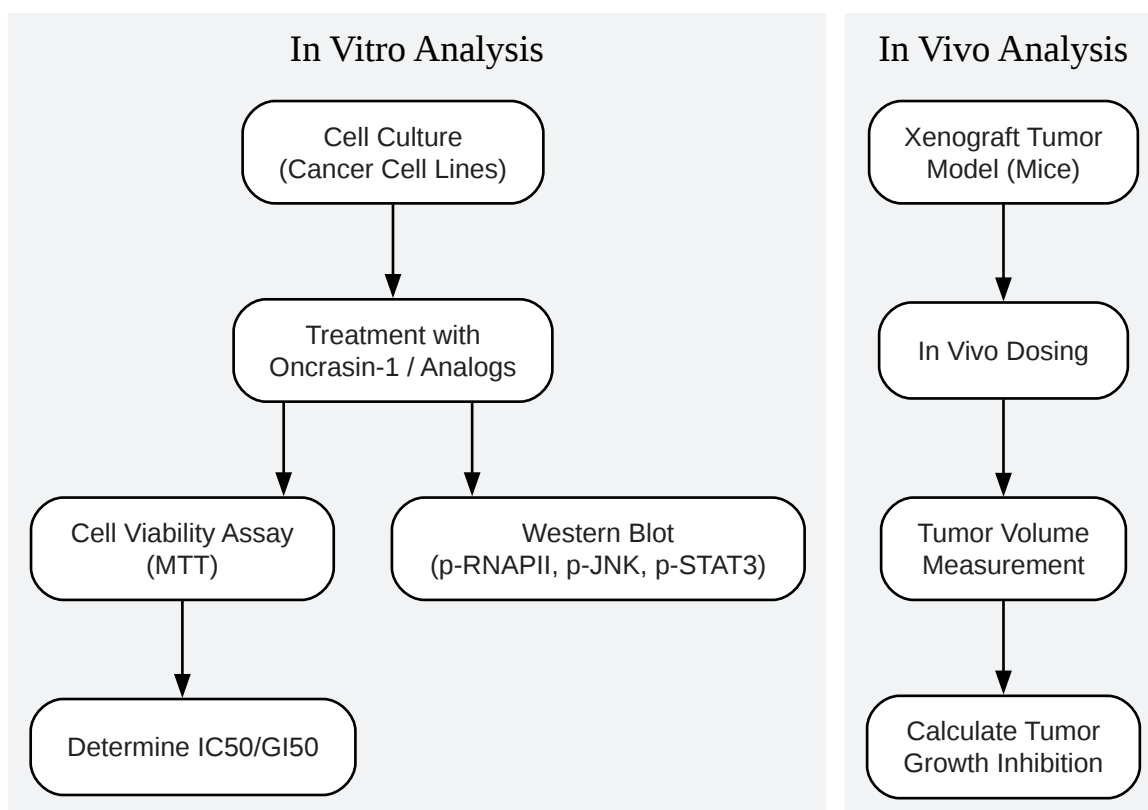 In Vitro Analysis
Cell Culture
(Cancer Cell Lines)
Treatment with
Oncrasin-1 / Analogs
Cell Viability Assay
(MTT)
Western Blot
(p-RNAPII, p-JNK, p-STAT3)
Determine IC50/GI50
In Vivo Analysis
Xenograft Tumor
Model (Mice)
In Vivo Dosing
Tumor Volume
Measurement
Calculate Tumor
Growth Inhibition